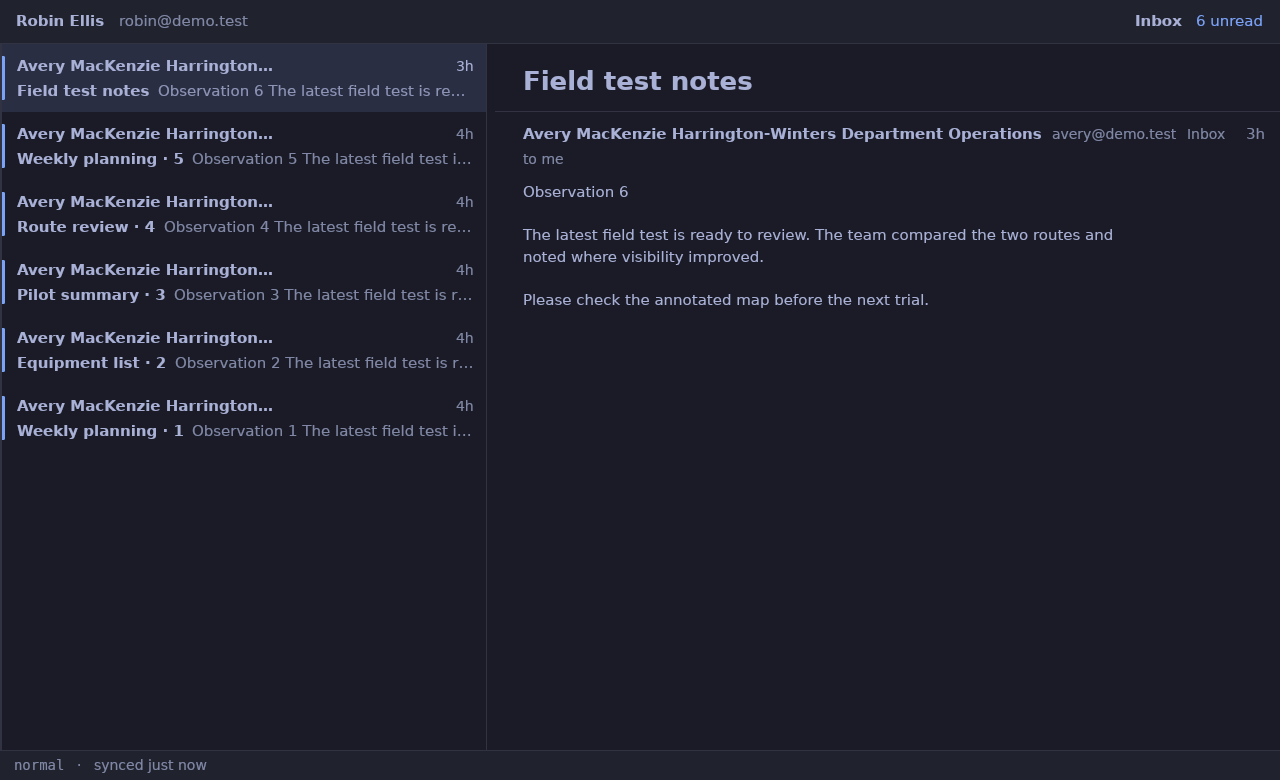 Robin Ellis robin@demo.test Inbox 6 unread
Avery MacKenzie Harrington… 3h
Field test notes Observation 6 The latest field test is re…
Avery MacKenzie Harrington… 4h
Weekly planning · 5 Observation 5 The latest field test i…
Avery MacKenzie Harrington… 4h
Route review · 4 Observation 4 The latest field test is re…
Avery MacKenzie Harrington… 4h
Pilot summary · 3 Observation 3 The latest field test is r…
Avery MacKenzie Harrington… 4h
Equipment list · 2 Observation 2 The latest field test is r…
Avery MacKenzie Harrington… 4h
Weekly planning · 1 Observation 1 The latest field test i…
Field test notes
Avery MacKenzie Harrington-Winters Department Operations avery@demo.test Inbox 3h
to me
Observation 6
The latest field test is ready to review. The team compared the two routes and
noted where visibility improved.
Please check the annotated map before the next trial.
normal · synced just now